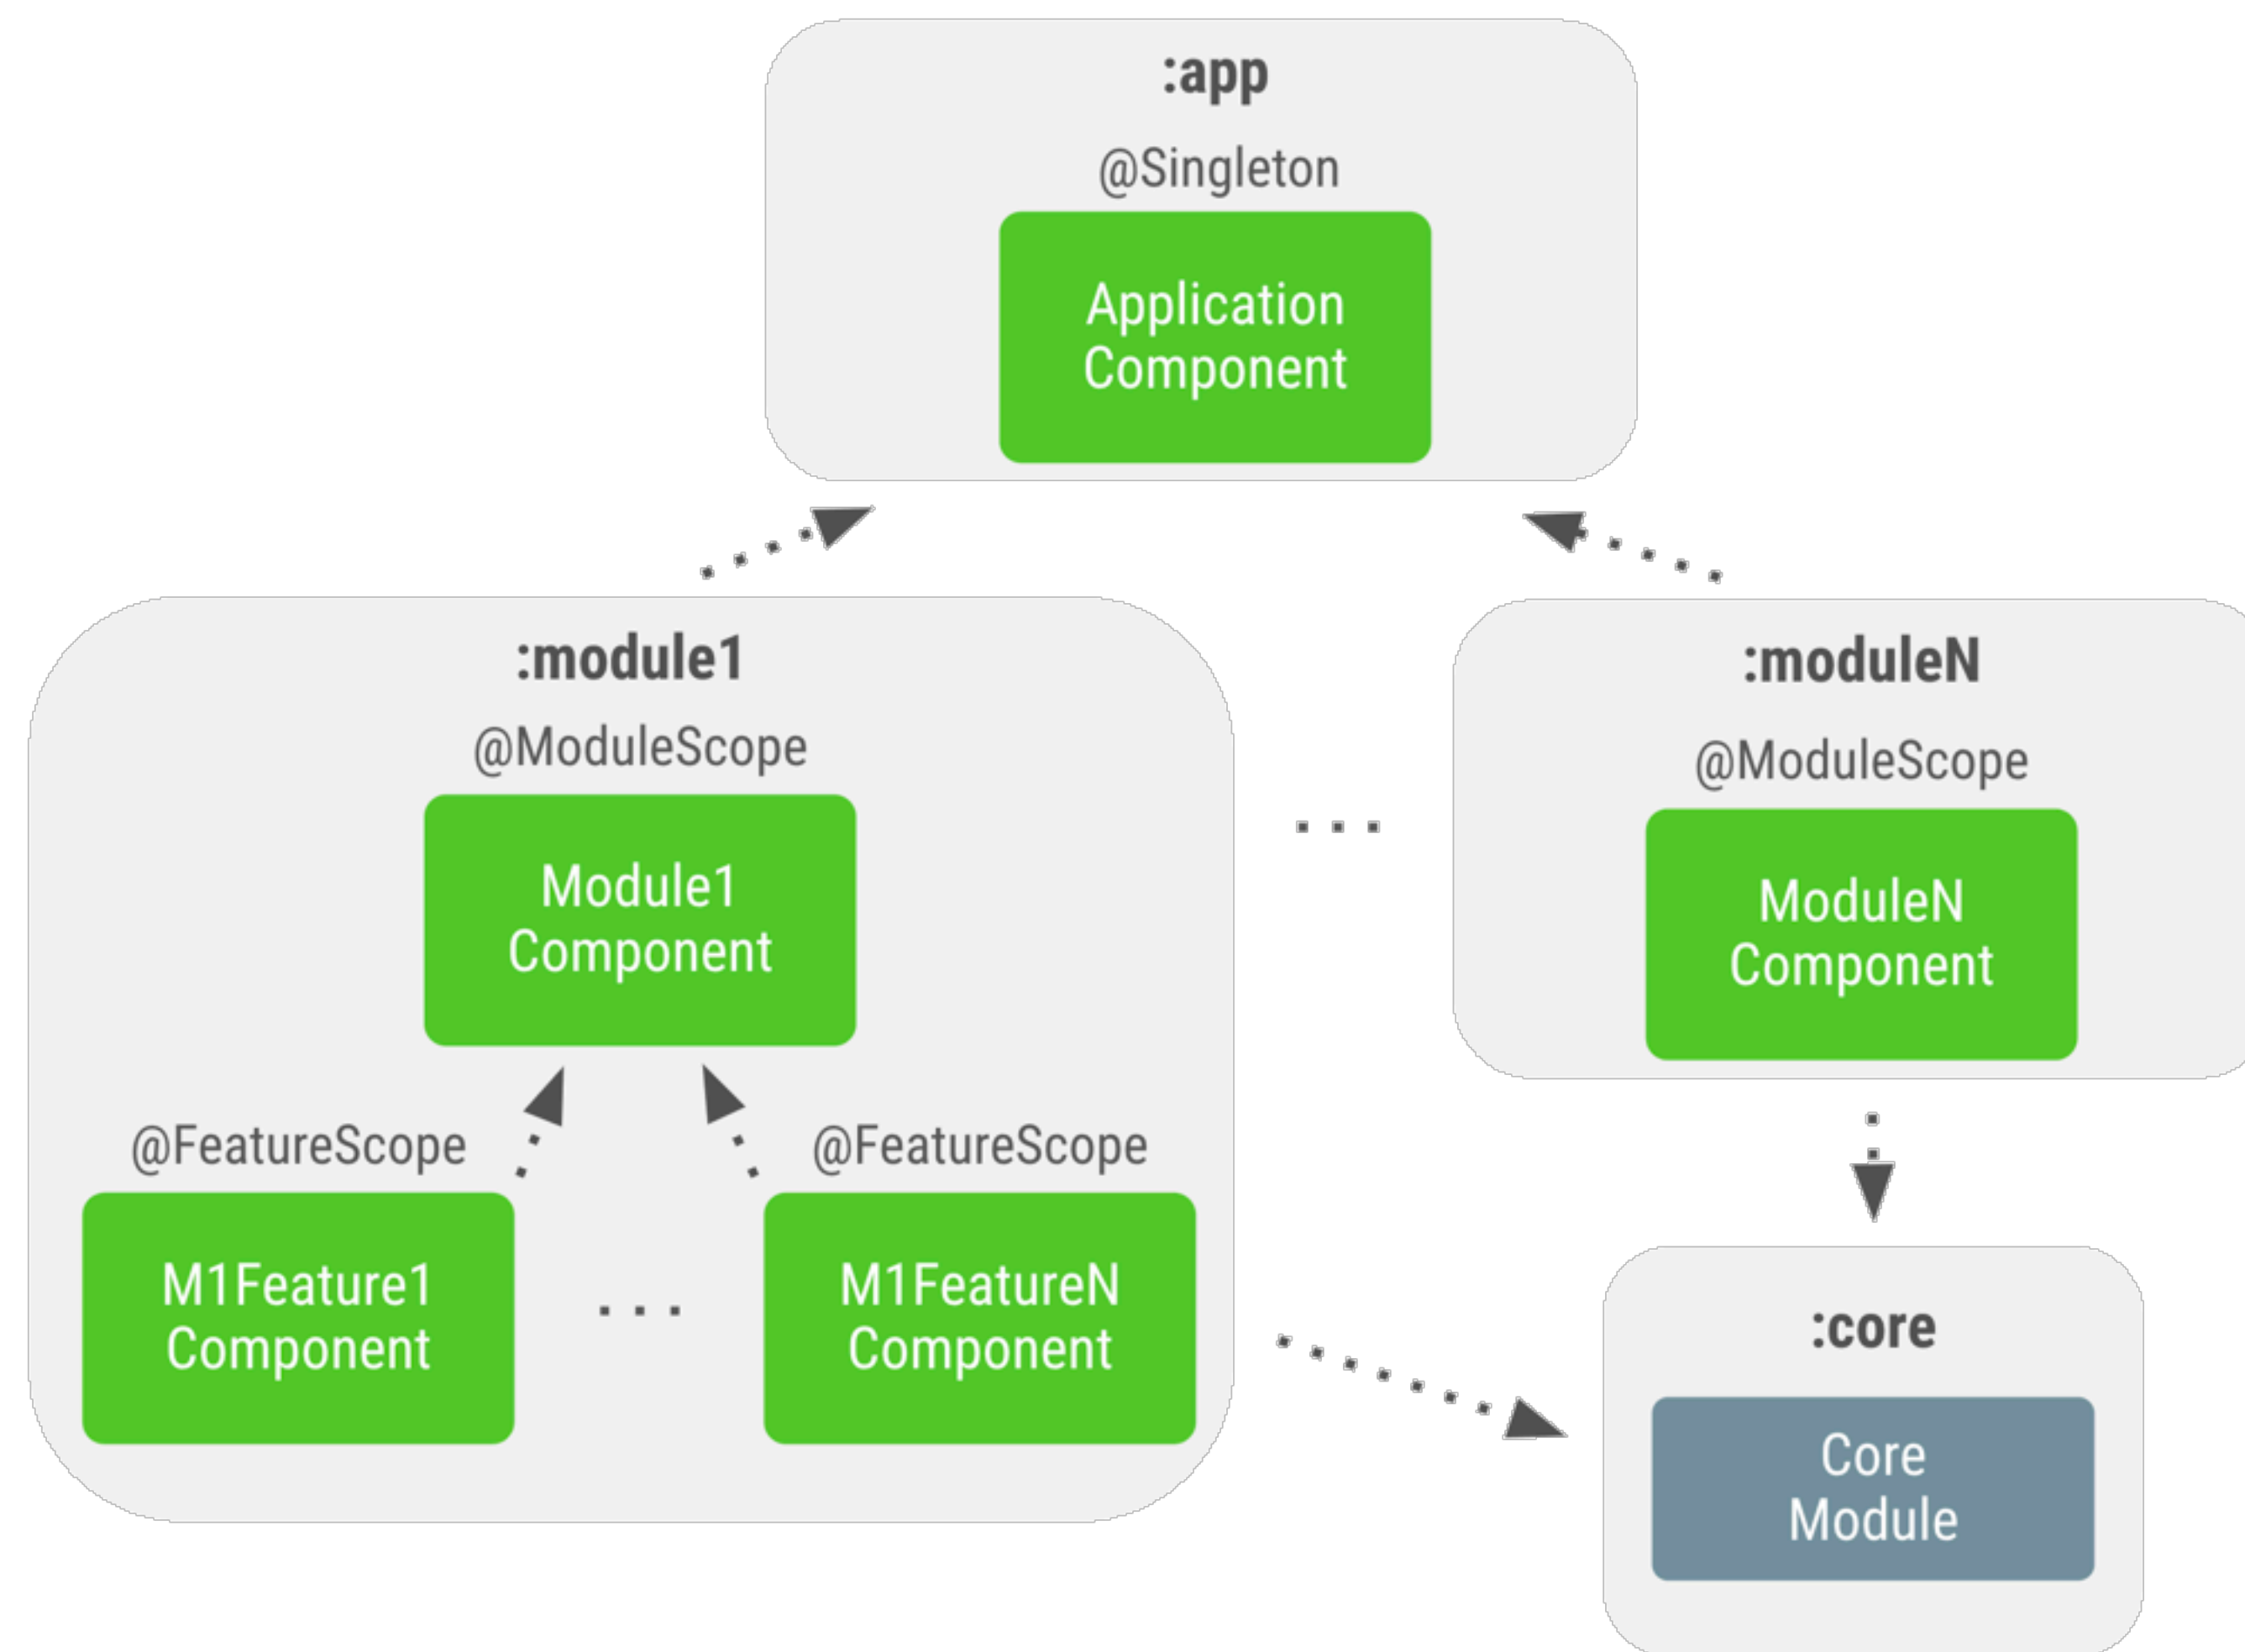 :app
@Singleton
Application
Component
:module1
@ModuleScope
Module1
Component
@FeatureScope
M1Feature1
Component
...
@FeatureScope
M1FeatureN
Component
...
:moduleN
@ModuleScope
ModuleN
Component
:core
Core
Module